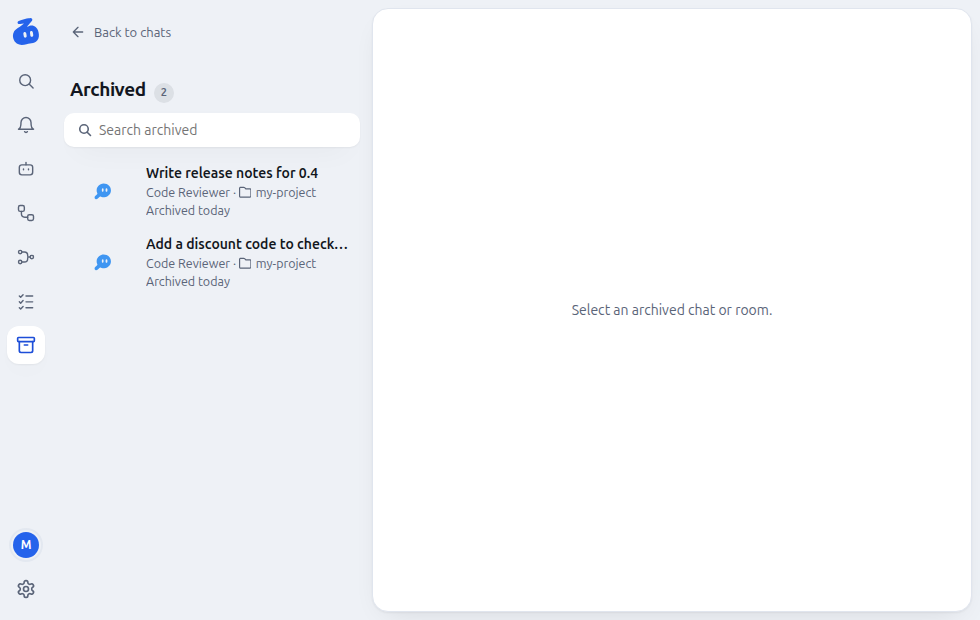 Back to chats
Archived 2
Search archived
Write release notes for 0.4
Code Reviewer · my-project
Archived today
Add a discount code to check…
Code Reviewer · my-project
Archived today
Select an archived chat or room.
M